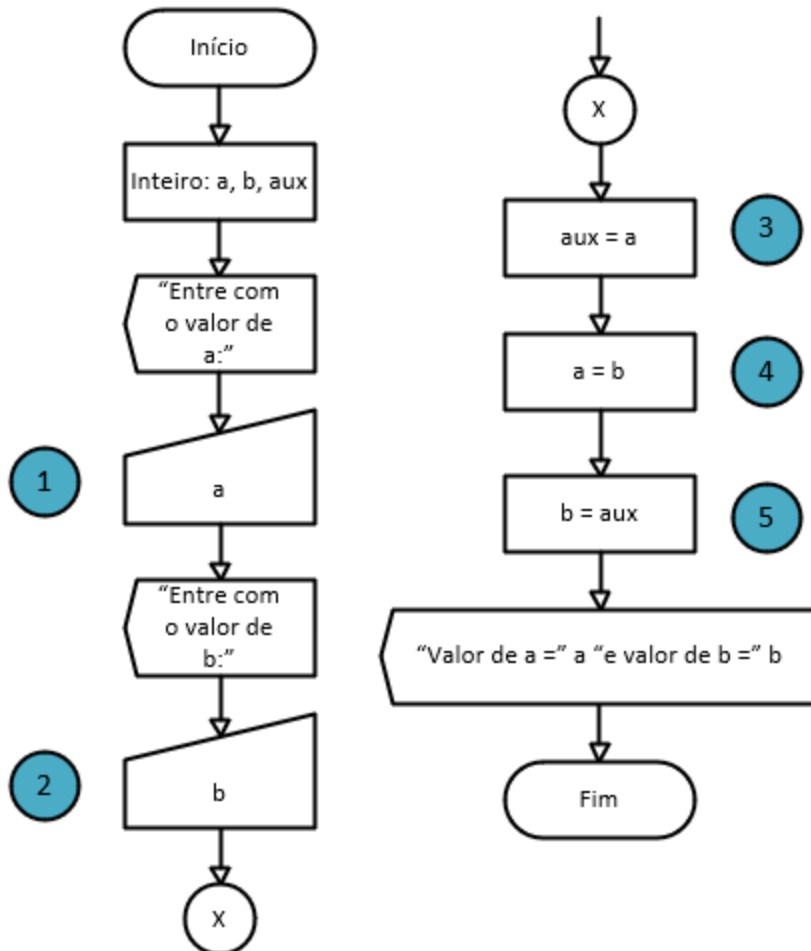 Início
Inteiro: a, b, aux
“Entre com
o valor de
a:”
1
a
“Entre com
o valor de
b:”
2
b
X
X
aux = a
3
a = b
4
b = aux
5
“Valor de a =” a “e valor de b =” b
Fim